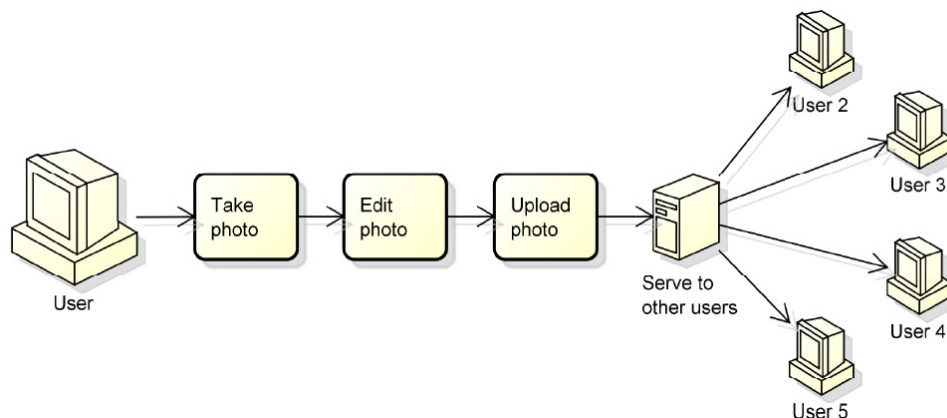 User
Take
photo
Edit
photo
Upload
photo
Serve to
other users
User 2
User 3
User 4
User 5